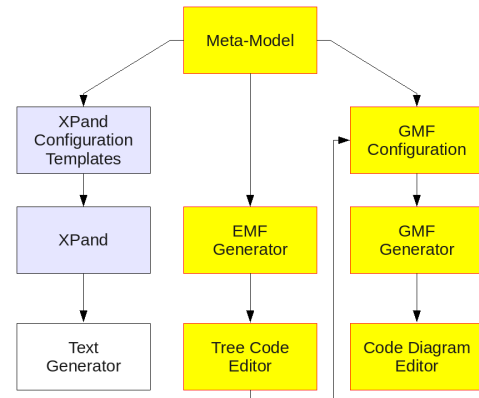 Meta-Model
XPand
Configuration
Templates
GMF
Configuration
XPand
EMF
Generator
GMF
Generator
Text
Generator
Tree Code
Editor
Code Diagram
Editor